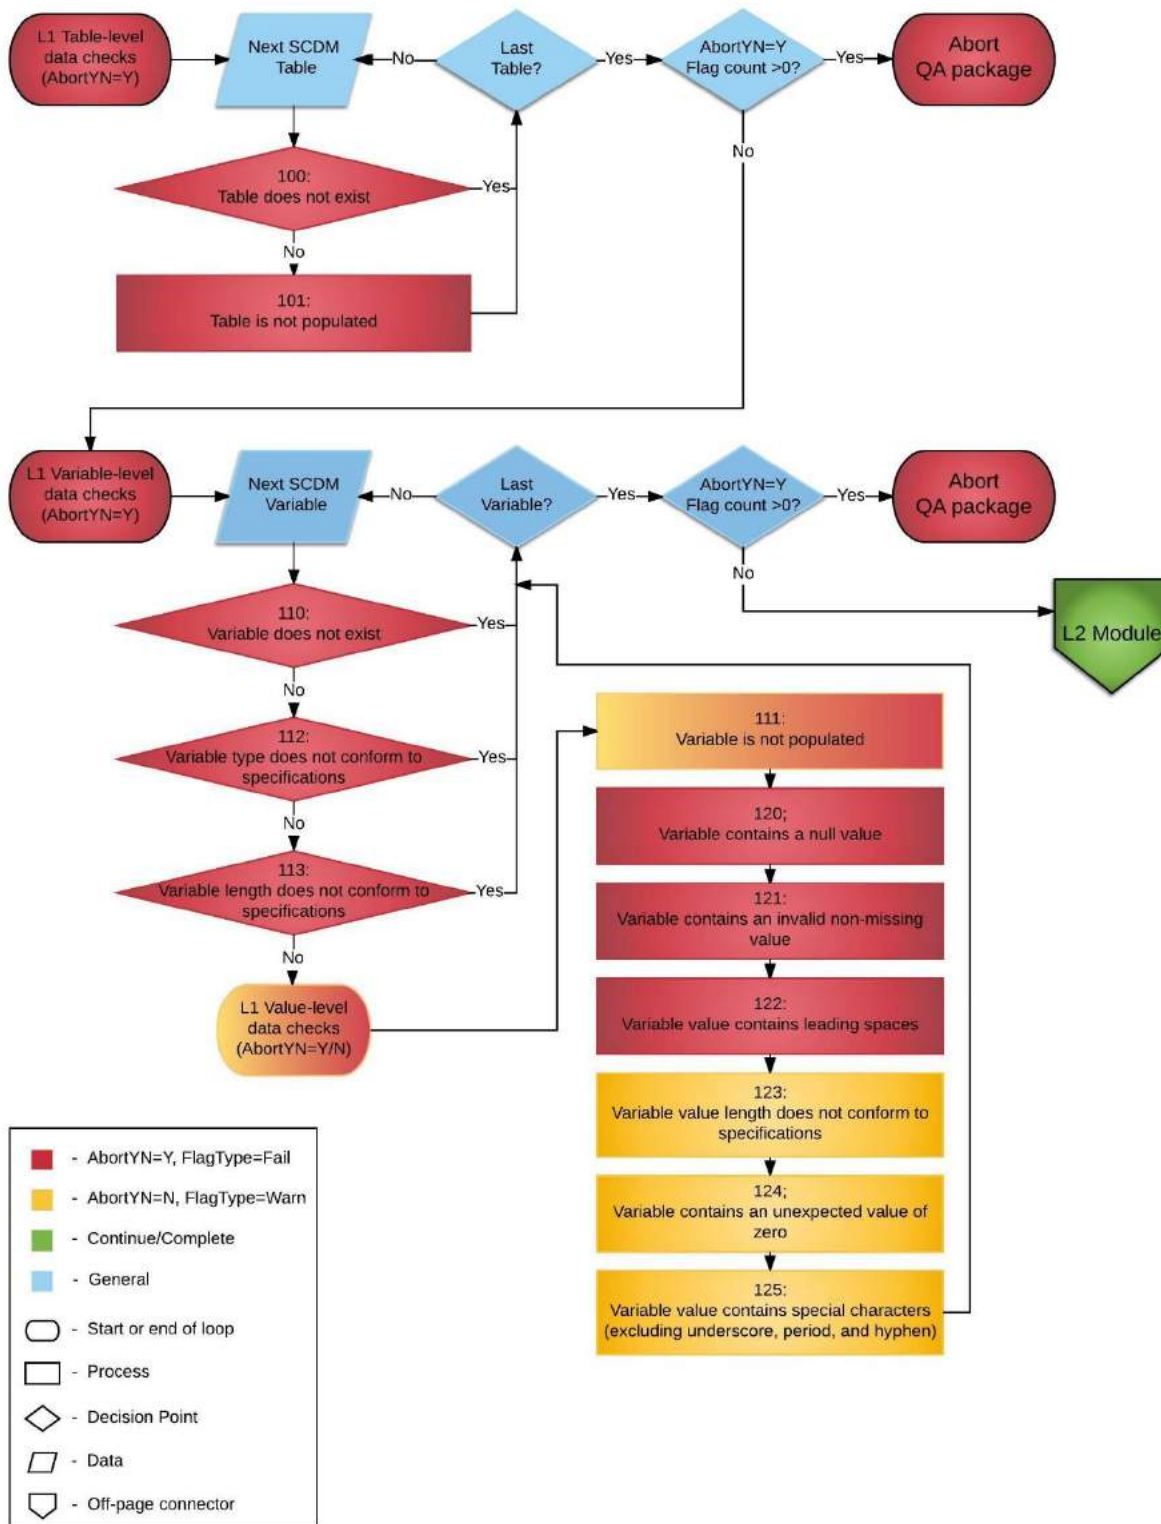 L1 Table-level
data checks
(AbortYN=Y)
Next SCDM
Table
No
Last
Table?
Yes
AbortYN=Y
Flag count >0?
Yes
Abort
QA package
No
100:
Table does not exist
Yes
No
101:
Table is not populated
L1 Variable-level
data checks
(AbortYN=Y)
Next SCDM
Variable
No
Last
Variable?
Yes
AbortYN=Y
Flag count >0?
Yes
Abort
QA package
No
L2 Module
110:
Variable does not exist
Yes
No
112:
Variable type does not conform to
specifications
Yes
No
113:
Variable length does not conform to
specifications
Yes
No
L1 Value-level
data checks
(AbortYN=Y/N)
111:
Variable is not populated
120;
Variable contains a null value
121:
Variable contains an invalid non-missing
value
122:
Variable value contains leading spaces
123:
Variable value length does not conform to
specifications
124;
Variable contains an unexpected value of
zero
125:
Variable value contains special characters
(excluding underscore, period, and hyphen)
- AbortYN=Y, FlagType=Fail
- AbortYN=N, FlagType=Warn
- Continue/Complete
- General
- Start or end of loop
- Process
- Decision Point
- Data
- Off-page connector